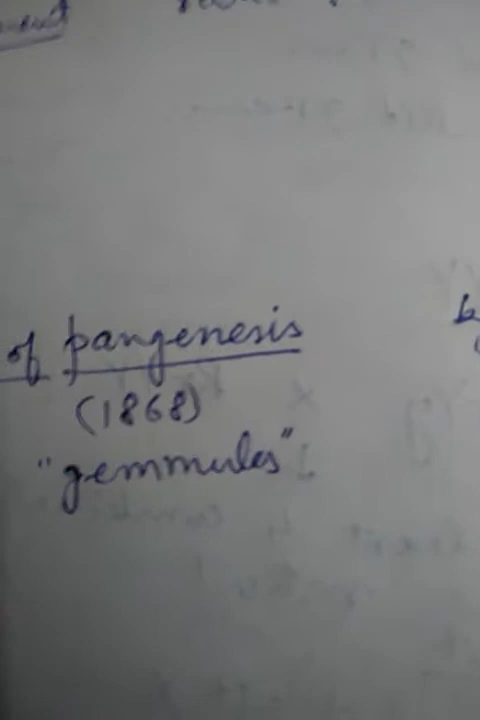 of pangenesis
(1868)
"gemmules"